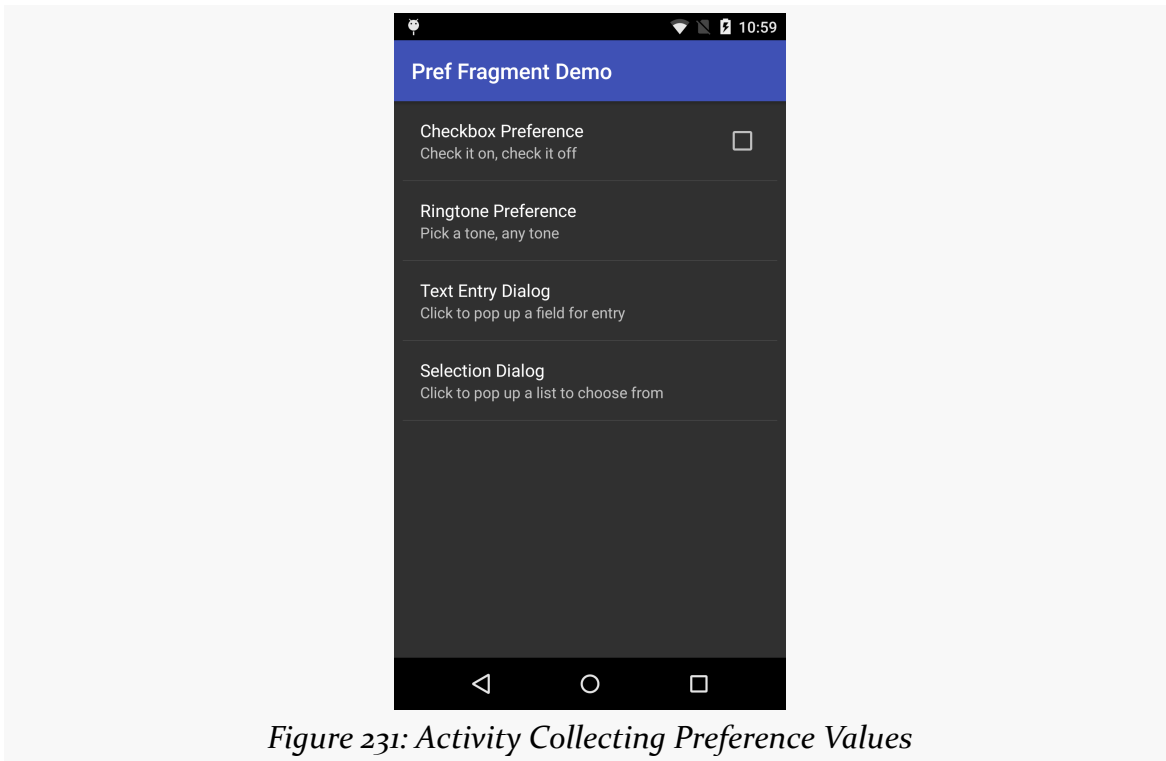 10:59
Pref Fragment Demo
Checkbox Preference
Check it on, check it off
Ringtone Preference
Pick a tone, any tone
Text Entry Dialog
Click to pop up a field for entry
Selection Dialog
Click to pop up a list to choose from
Figure 231: Activity Collecting Preference Values